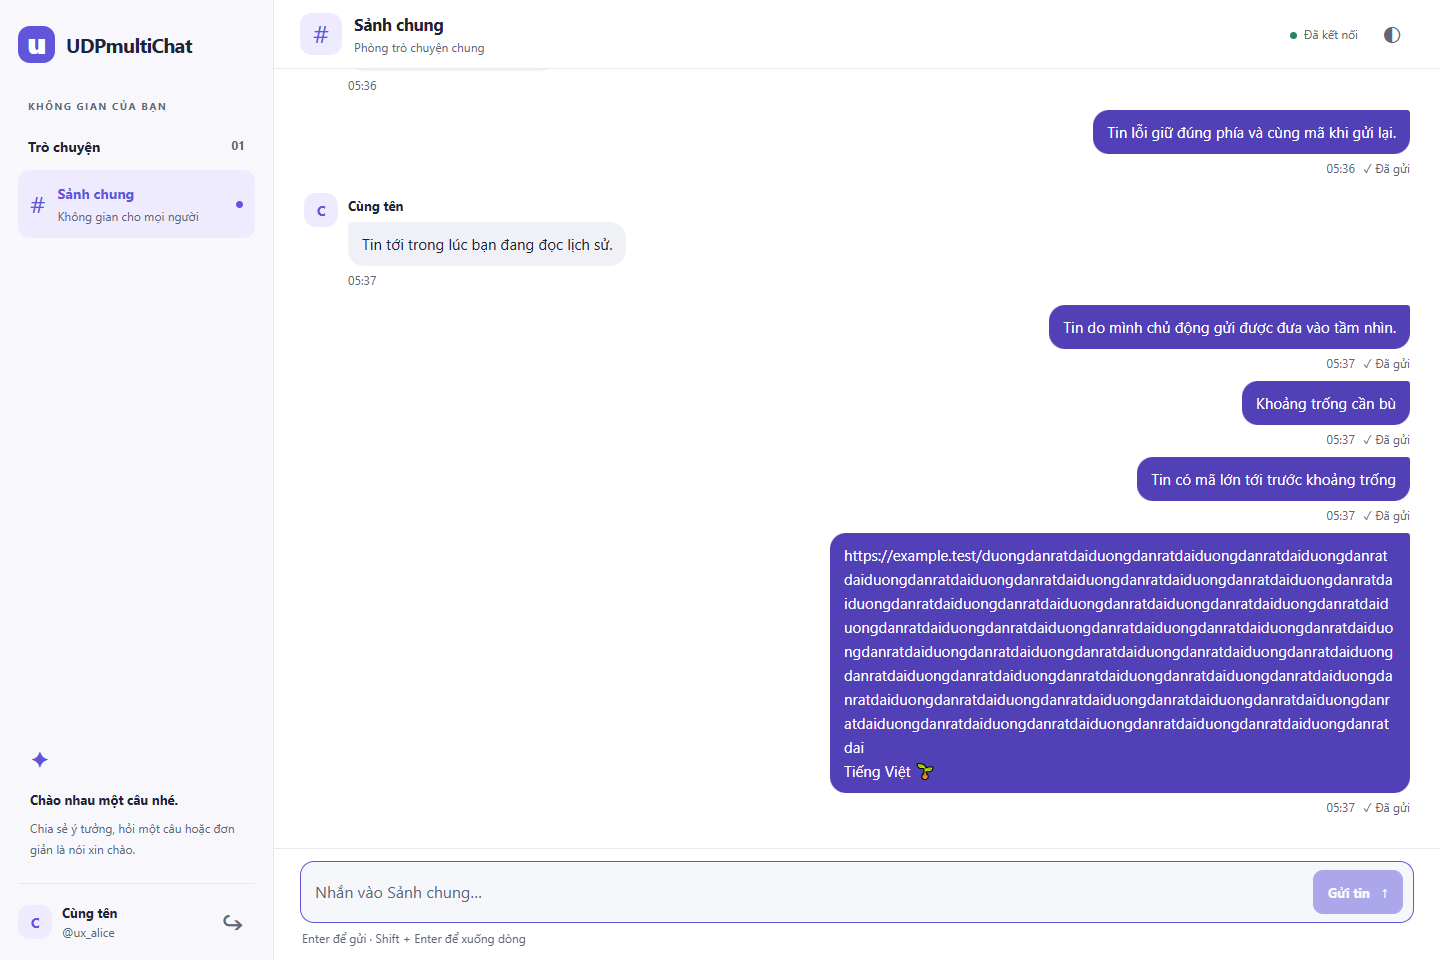 u UDPmultiChat
KHÔNG GIAN CỦA BẠN
Trò chuyện 01
# Sảnh chung
Không gian cho mọi người
Chào nhau một câu nhé.
Chia sẻ ý tưởng, hỏi một câu hoặc đơn
giản là nói xin chào.
C Cùng tên
@ux_alice
# Sảnh chung
Phòng trò chuyện chung
Đã kết nối
05:36
Tin lỗi giữ đúng phía và cùng mã khi gửi lại.
05:36 ✓ Đã gửi
C Cùng tên
Tin tới trong lúc bạn đang đọc lịch sử.
05:37
Tin do mình chủ động gửi được đưa vào tầm nhìn.
05:37 ✓ Đã gửi
Khoảng trống cần bù
05:37 ✓ Đã gửi
Tin có mã lớn tới trước khoảng trống
05:37 ✓ Đã gửi
https://example.test/duongdanratdaiduongdanratdaiduongdanratdaiduongdanrat
daiduongdanratdaiduongdanratdaiduongdanratdaiduongdanratdaiduongdanratda
iduongdanratdaiduongdanratdaiduongdanratdaiduongdanratdaiduongdanratdaid
uongdanratdaiduongdanratdaiduongdanratdaiduongdanratdaiduongdanratdaiduo
ngdanratdaiduongdanratdaiduongdanratdaiduongdanratdaiduongdanratdaiduong
danratdaiduongdanratdaiduongdanratdaiduongdanratdaiduongdanratdaiduongda
nratdaiduongdanratdaiduongdanratdaiduongdanratdaiduongdanratdaiduongdanr
atdaiduongdanratdaiduongdanratdaiduongdanratdaiduongdanratdaiduongdanrat
dai
Tiếng Việt 🌱
05:37 ✓ Đã gửi
Nhắn vào Sảnh chung...
Gửi tin ↑
Enter để gửi · Shift + Enter để xuống dòng